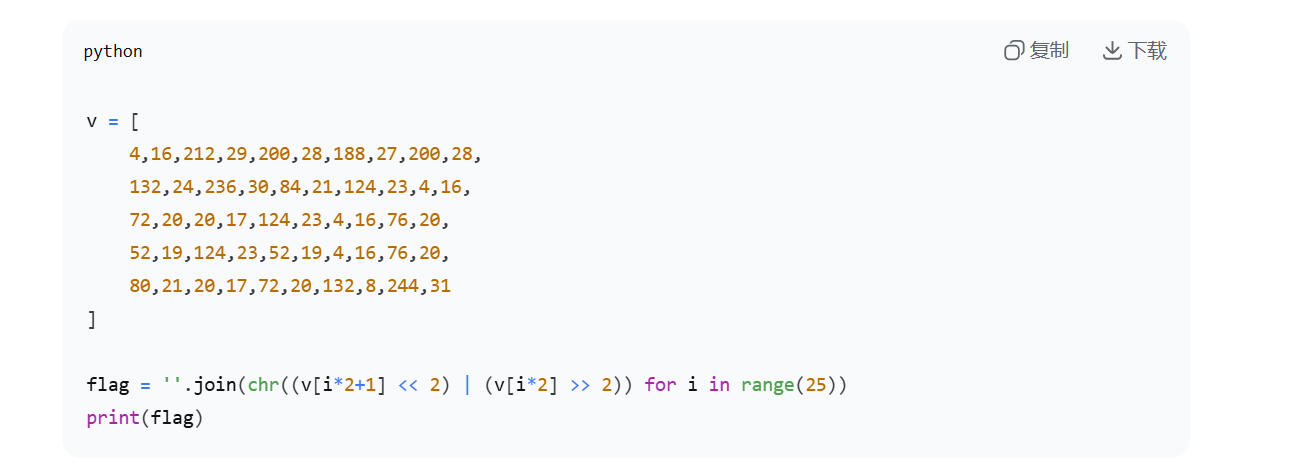 python 复制 下载
v = [
    4,16,212,29,200,28,188,27,200,28,
    132,24,236,30,84,21,124,23,4,16,
    72,20,20,17,124,23,4,16,76,20,
    52,19,124,23,52,19,4,16,76,20,
    80,21,20,17,72,20,132,8,244,31
]
flag = ''.join(chr((v[i*2+1] << 2) | (v[i*2] >> 2)) for i in range(25))
print(flag)